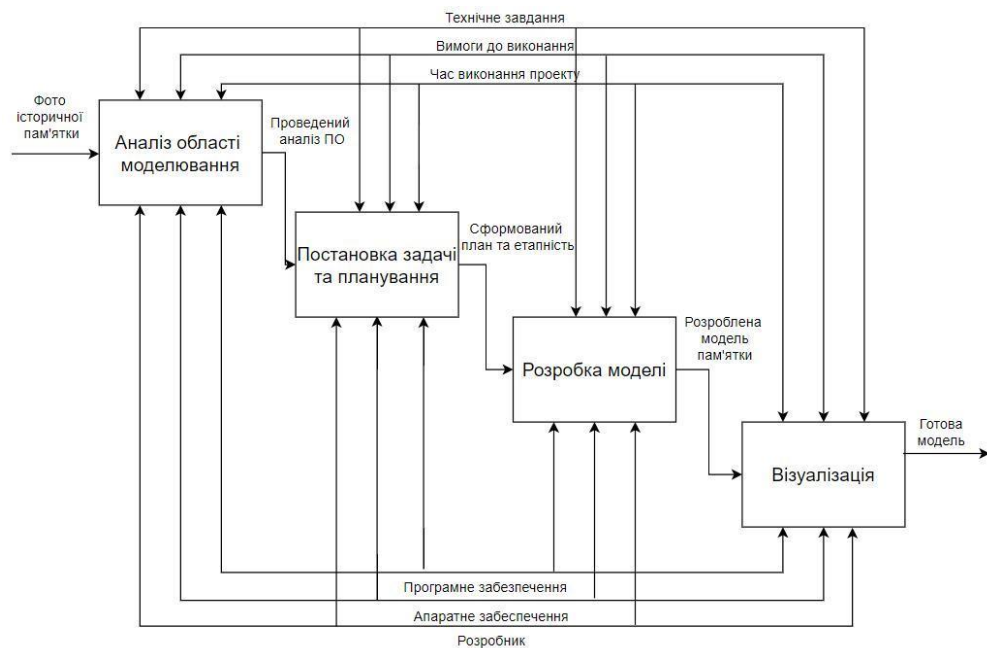 Технічне завдання
Вимоги до виконання
Час виконання проекту
Фото
історичної
пам'ятки
Аналіз області
моделювання
Проведений
аналіз ПО
Постановка задачі
та планування
Сформований
план та етапність
Розробка моделі
Розроблена
модель
пам'ятки
Візуалізація
Готова
модель
Програмне забезпечення
Апаратне забеспечення
Розробник